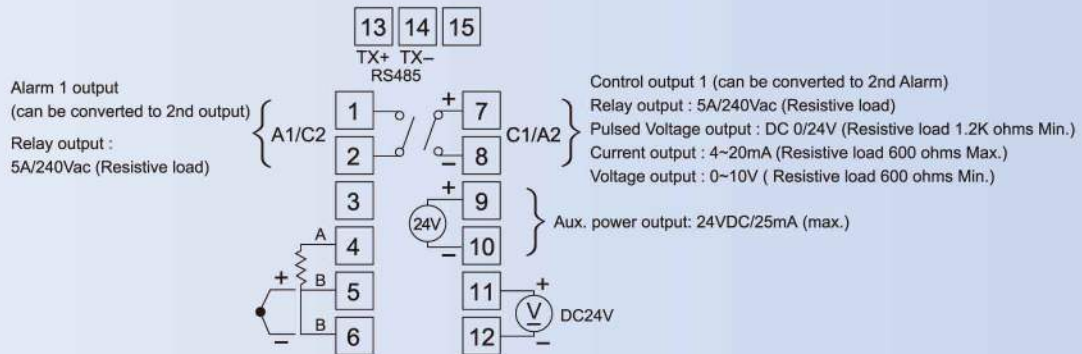 13 14 15
TX+ TX–
RS485
Alarm 1 output
(can be converted to 2nd output)
Relay output :
5A/240Vac (Resistive load)
A1/C2
1
2
3
4
5
6
A
B
B
+
–
+
7
–
8
C1/A2
Control output 1 (can be converted to 2nd Alarm)
Relay output : 5A/240Vac (Resistive load)
Pulsed Voltage output : DC 0/24V (Resistive load 1.2K ohms Min.)
Current output : 4~20mA (Resistive load 600 ohms Max.)
Voltage output : 0~10V ( Resistive load 600 ohms Min.)
+
9
24V
–
10
Aux. power output: 24VDC/25mA (max.)
11
+
V
DC24V
12
–